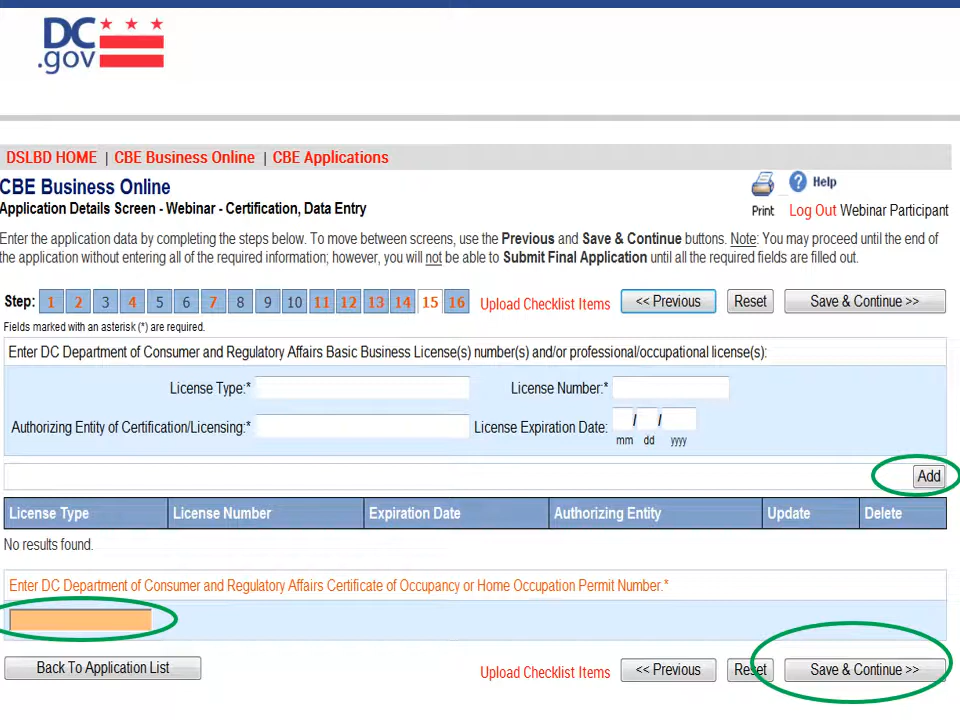 DC
.gov
DSLBD HOME | CBE Business Online | CBE Applications
CBE Business Online
Help
Application Details Screen - Webinar - Certification, Data Entry
Print Log Out Webinar Participant
Enter the application data by completing the steps below. To move between screens, use the Previous and Save & Continue buttons. Note: You may proceed until the end of
the application without entering all of the required information; however, you will not be able to Submit Final Application until all the required fields are filled out.
Step: 1 2 3 4 5 6 7 8 9 10 11 12 13 14 15 16 Upload Checklist Items << Previous Reset Save & Continue >>
Fields marked with an asterisk (*) are required.
Enter DC Department of Consumer and Regulatory Affairs Basic Business License(s) number(s) and/or professional/occupational license(s):
License Type:* License Number:*
Authorizing Entity of Certification/Licensing:* License Expiration Date: / /
mm dd yyyy
Add
License Type License Number Expiration Date Authorizing Entity Update Delete
No results found.
Enter DC Department of Consumer and Regulatory Affairs Certificate of Occupancy or Home Occupation Permit Number.*
Back To Application List Upload Checklist Items << Previous Reset Save & Continue >>